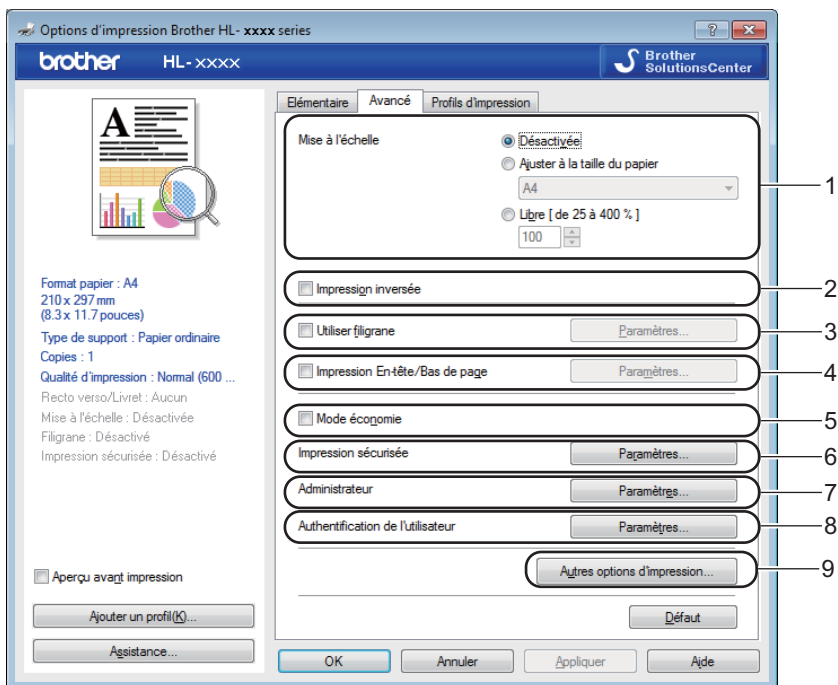 Options d'impression Brother HL- xxxx series
brother HL- xxxx
Brother
SolutionsCenter
Elémentaire Avancé Profils d'impression
Mise à l'échelle
Désactivée
Ajuster à la taille du papier
A4
Libre [ de 25 à 400 % ]
100
1
Impression inversée
2
Utiliser filigrane Paramètres...
3
Impression En-tête/Bas de page Paramètres...
4
Mode économie
5
Impression sécurisée Paramètres...
6
Administrateur Paramètres...
7
Authentification de l'utilisateur Paramètres...
8
Autres options d'impression...
9
Défaut
A
Format papier : A4
210 x 297 mm
(8.3 x 11.7 pouces)
Type de support : Papier ordinaire
Copies : 1
Qualité d'impression : Normal (600 ...
Recto verso/Livret : Aucun
Mise à l'échelle : Désactivée
Filigrane : Désactivé
Impression sécurisée : Désactivé
Aperçu avant impression
Ajouter un profil(K)...
Assistance...
OK Annuler Appliquer Aide